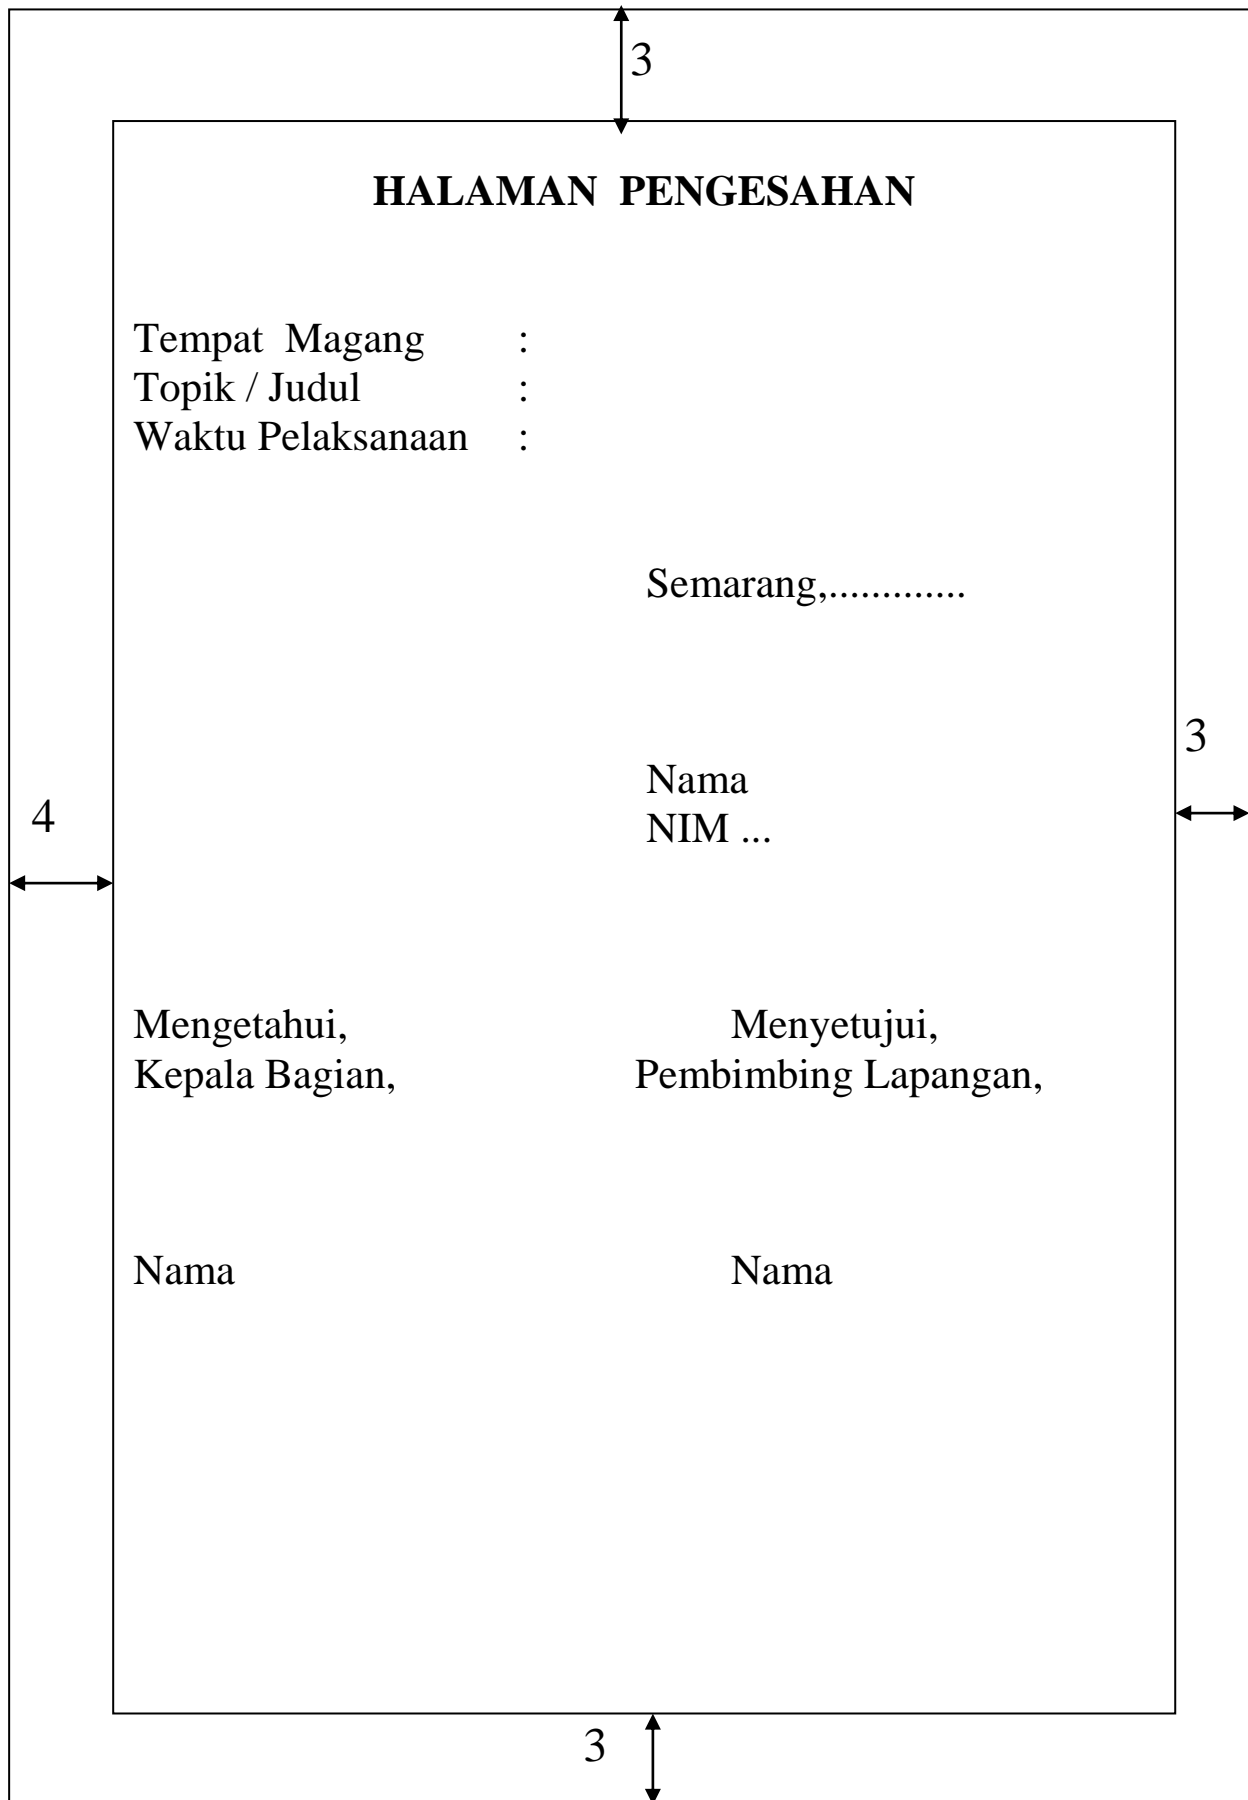 3
HALAMAN PENGESAHAN
Tempat Magang :
Topik / Judul :
Waktu Pelaksanaan :
Semarang,.............
3
Nama
4
NIM ...
Mengetahui, Menyetujui,
Kepala Bagian, Pembimbing Lapangan,
Nama Nama
3